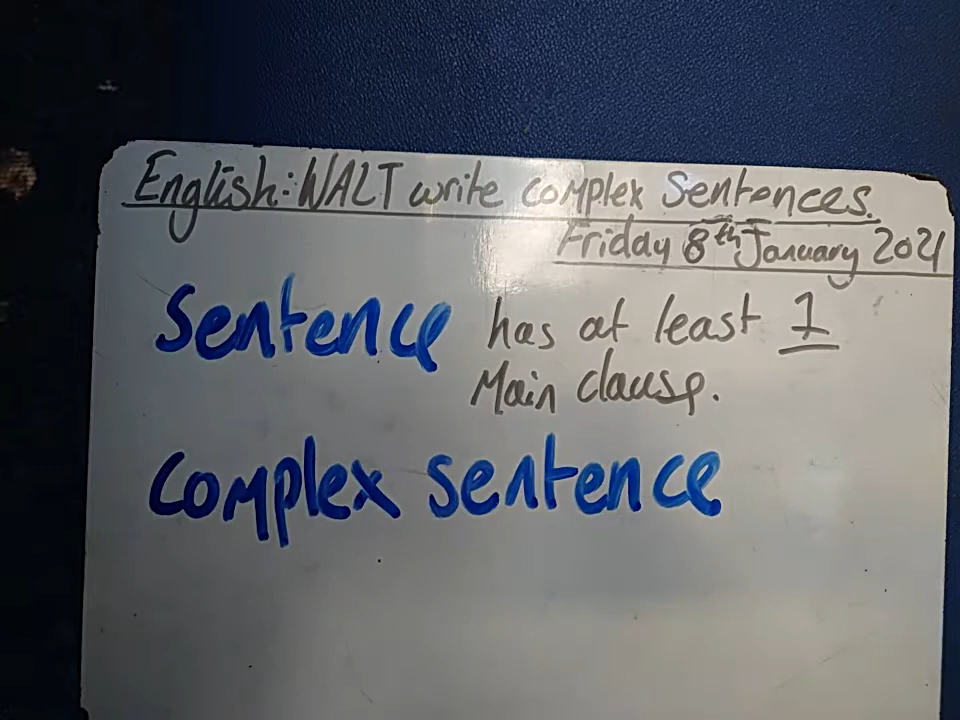 English: WALT write complex sentences.
Friday 8th January 2021
Sentence has at least 1
Main clause.
Complex sentence